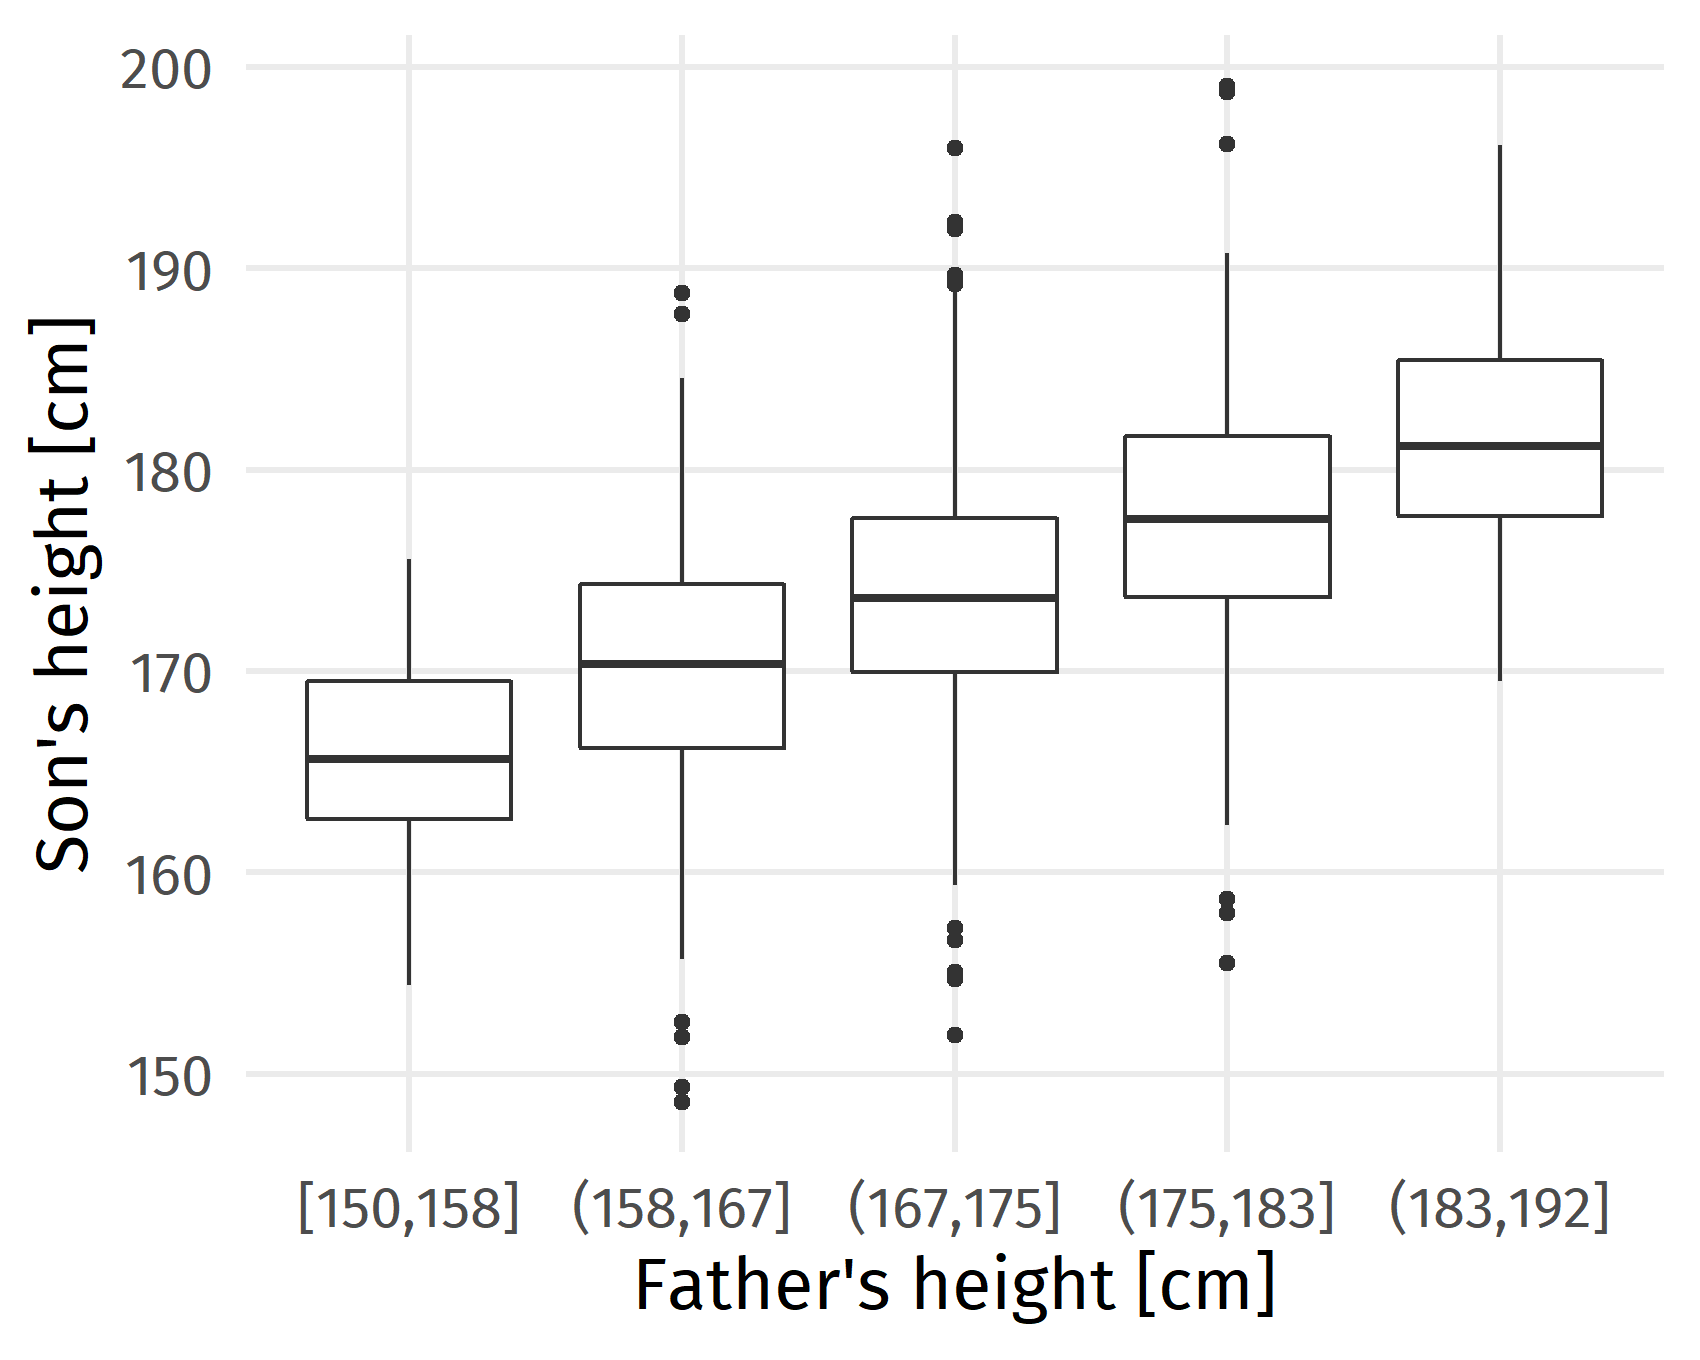 Son's height [cm]
200
190
180
170
160
150
[150,158] (158,167] (167,175] (175,183] (183,192]
Father's height [cm]